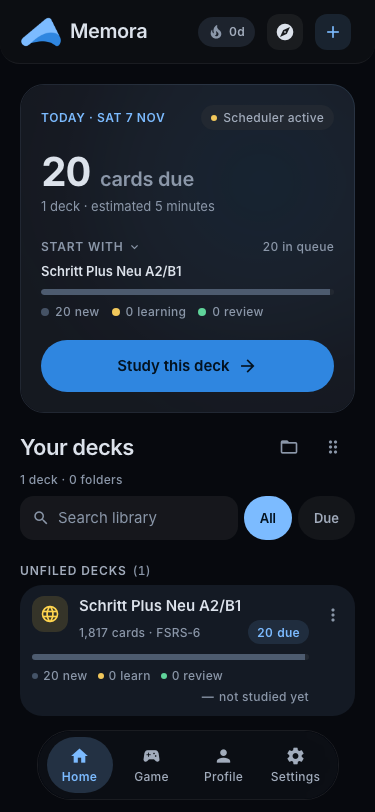 Memora
0d
TODAY · SAT 7 NOV
Scheduler active
20 cards due
1 deck · estimated 5 minutes
START WITH
20 in queue
Schritt Plus Neu A2/B1
20 new
0 learning
0 review
Study this deck →
Your decks
1 deck · 0 folders
Search library
All
Due
UNFILED DECKS (1)
Schritt Plus Neu A2/B1
1,817 cards · FSRS-6
20 due
20 new
0 learn
0 review
— not studied yet
Home
Game
Profile
Settings